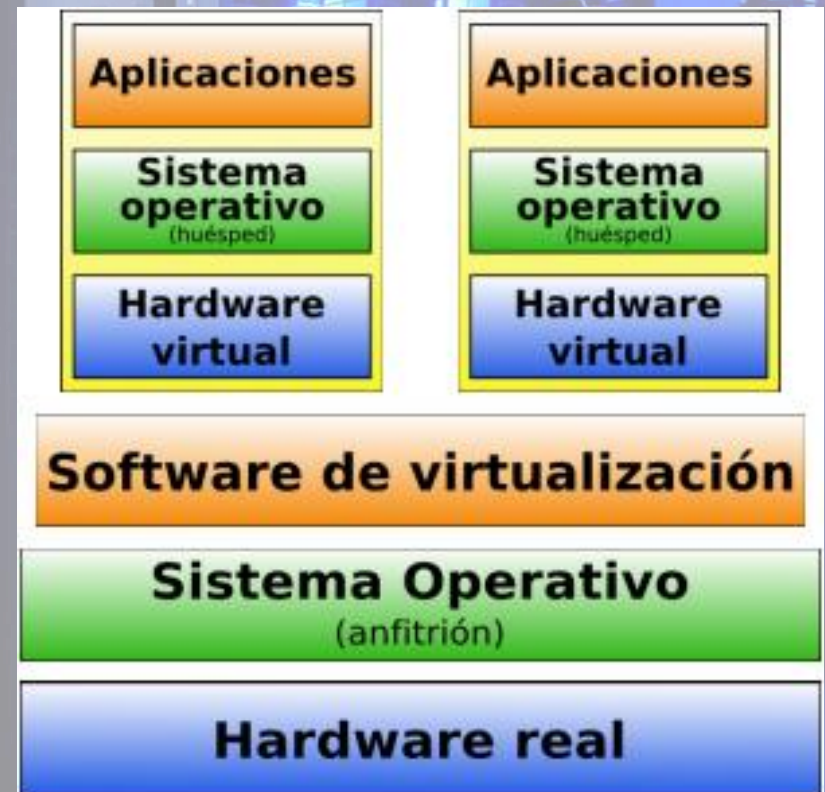 Aplicaciones
Sistema
operativo
(huésped)
Hardware
virtual
Aplicaciones
Sistema
operativo
(huésped)
Hardware
virtual
Software de virtualización
Sistema Operativo
(anfitrión)
Hardware real